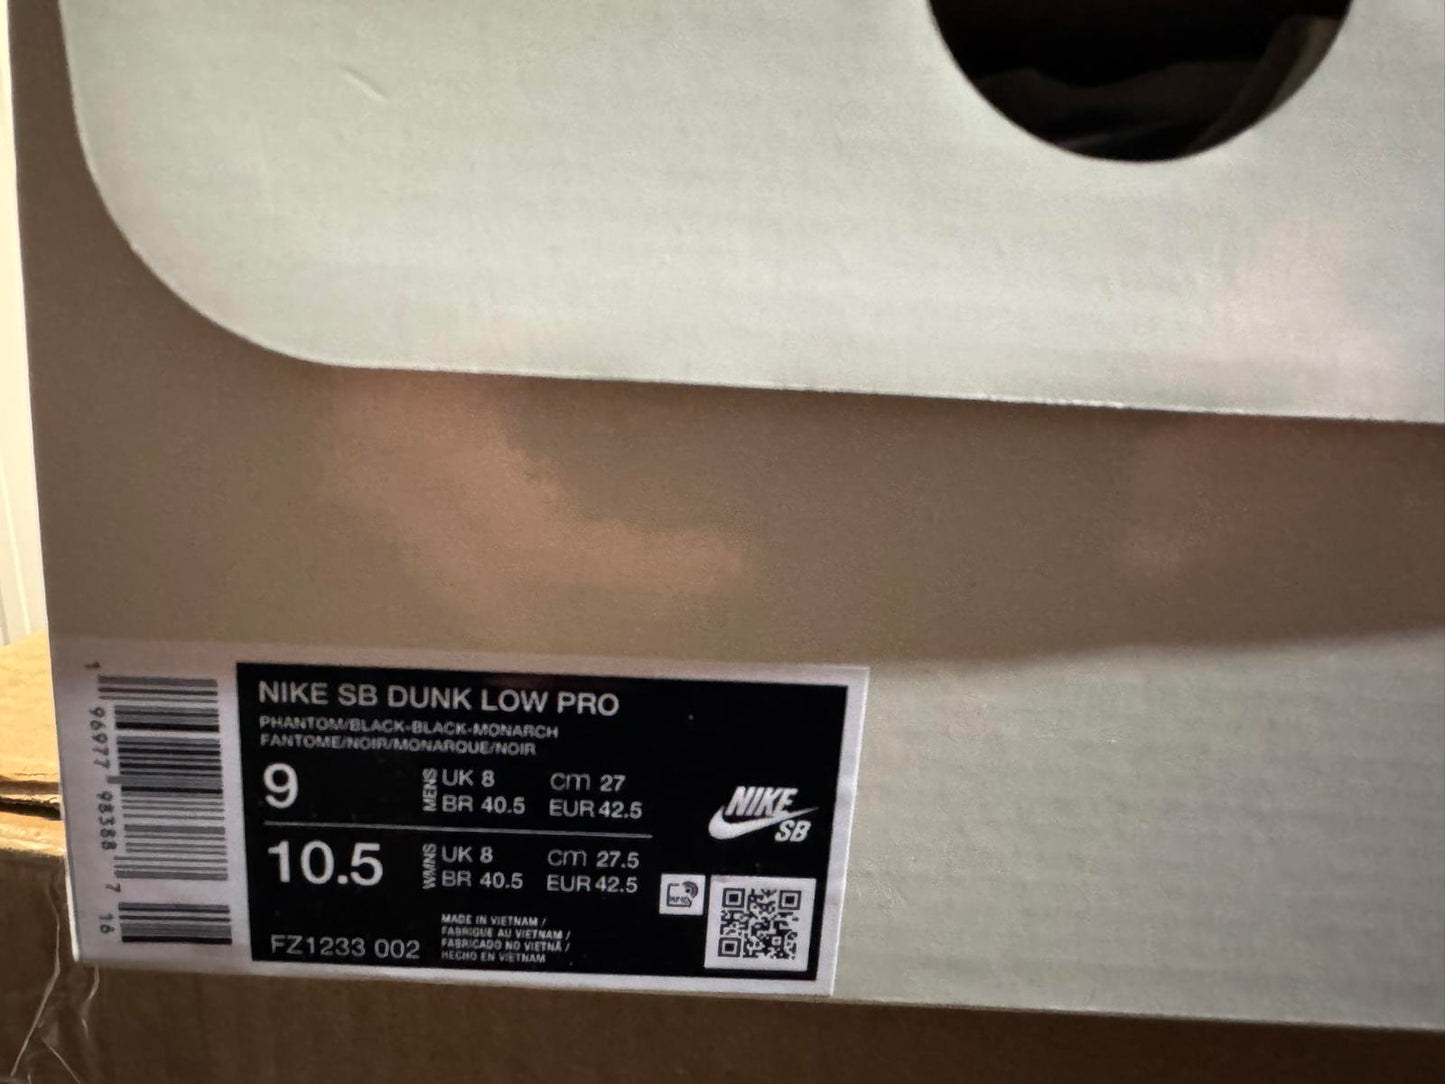 1 96977 98388 7 16
NIKE SB DUNK LOW PRO
PHANTOM/BLACK-BLACK-MONARCH
FANTOME/NOIR/MONARQUE/NOIR
9 MENS UK 8 cm 27
BR 40.5 EUR 42.5
10.5 WMNS UK 8 cm 27.5
BR 40.5 EUR 42.5
FZ1233 002
MADE IN VIETNAM /
FABRIQUE AU VIETNAM /
FABRICADO NO VIETNÃ /
HECHO EN VIETNAM
NIKE
SB